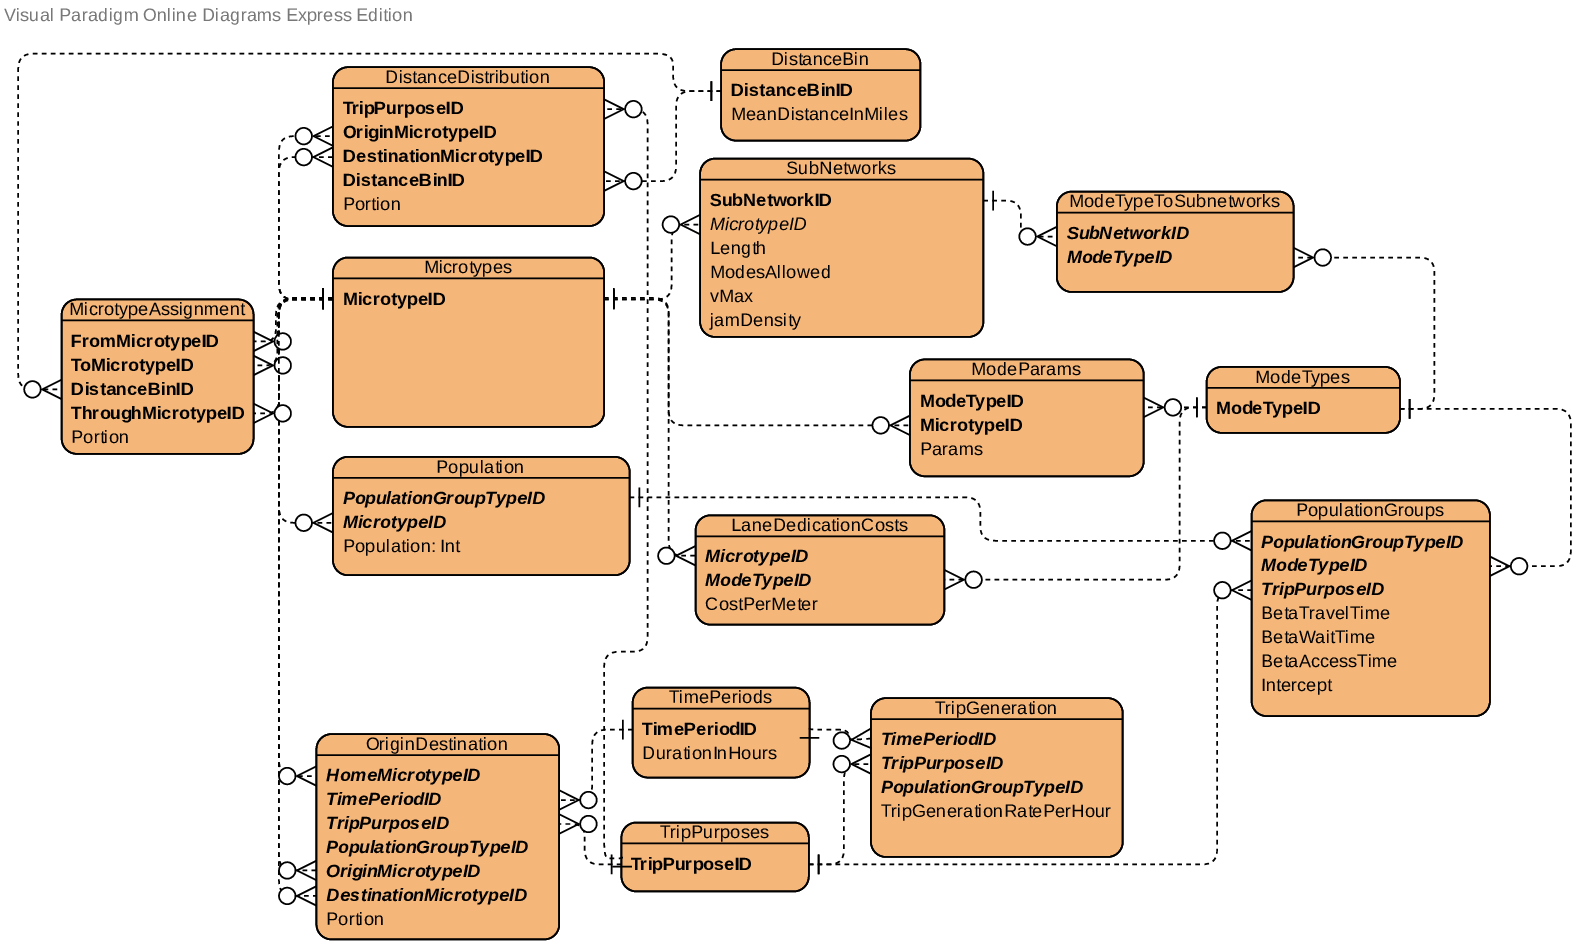 Visual Paradigm Online Diagrams Express Edition
DistanceBin
DistanceBinID
MeanDistanceInMiles
DistanceDistribution
TripPurposeID
OriginMicrotypeID
DestinationMicrotypeID
DistanceBinID
Portion
SubNetworks
SubNetworkID
MicrotypeID
Length
ModesAllowed
vMax
jamDensity
ModeTypeToSubnetworks
SubNetworkID
ModeTypeID
Microtypes
MicrotypeID
MicrotypeAssignment
FromMicrotypeID
ToMicrotypeID
DistanceBinID
ThroughMicrotypeID
Portion
ModeParams
ModeTypeID
MicrotypeID
Params
ModeTypes
ModeTypeID
Population
PopulationGroupTypeID
MicrotypeID
Population: Int
LaneDedicationCosts
MicrotypeID
ModeTypeID
CostPerMeter
PopulationGroups
PopulationGroupTypeID
ModeTypeID
TripPurposeID
BetaTravelTime
BetaWaitTime
BetaAccessTime
Intercept
TimePeriods
TimePeriodID
DurationInHours
TripGeneration
TimePeriodID
TripPurposeID
PopulationGroupTypeID
TripGenerationRatePerHour
OriginDestination
HomeMicrotypeID
TimePeriodID
TripPurposeID
PopulationGroupTypeID
OriginMicrotypeID
DestinationMicrotypeID
Portion
TripPurposes
TripPurposeID